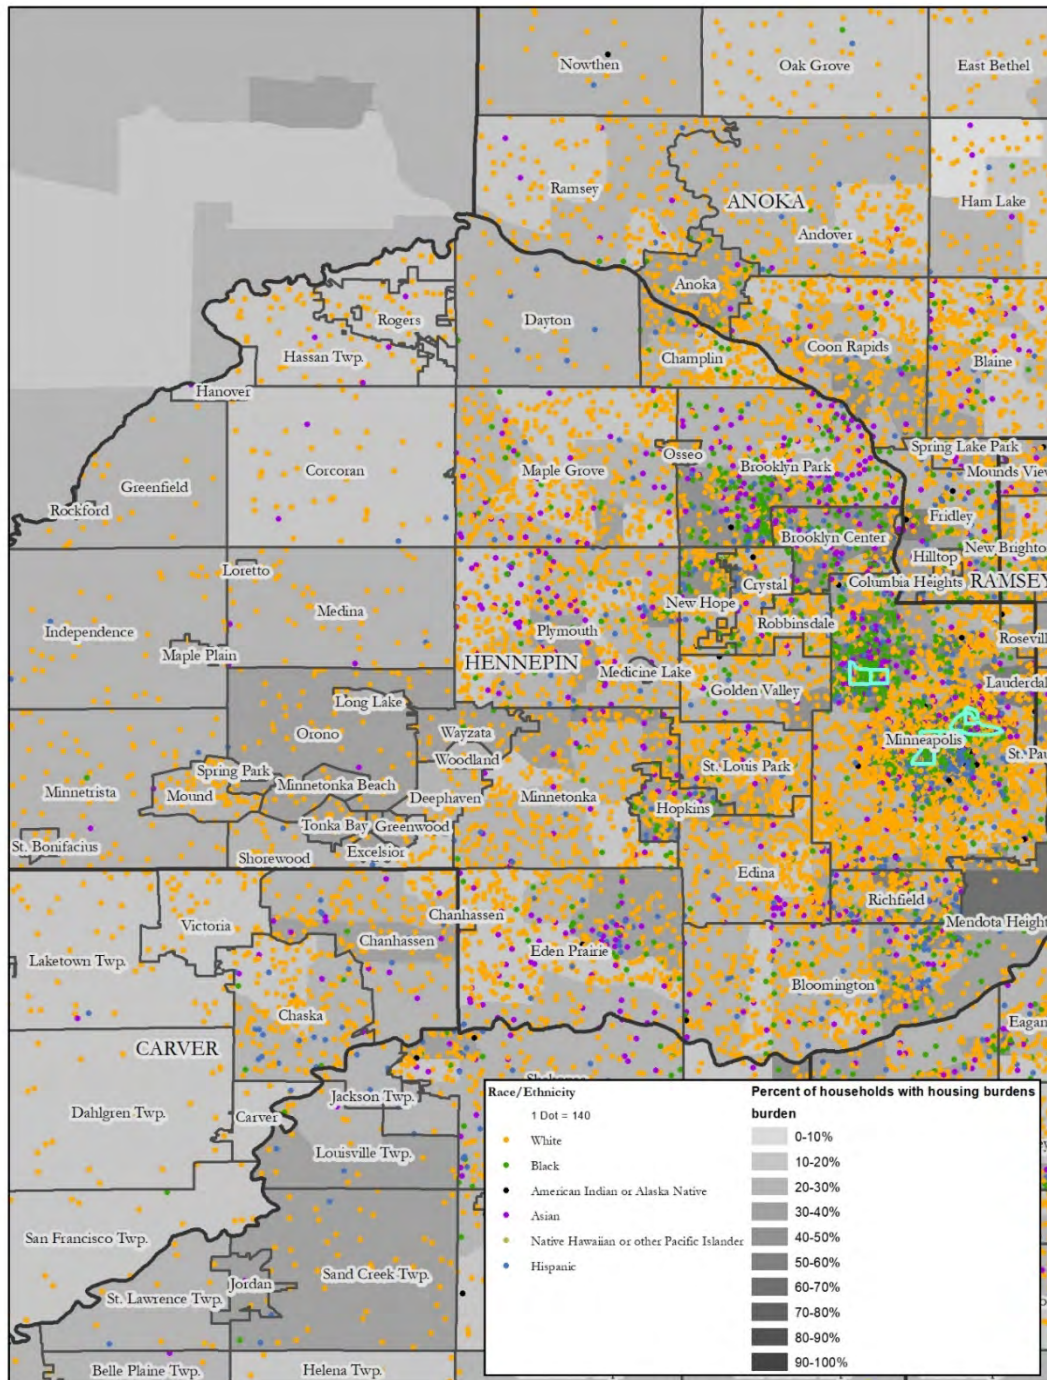 Nowthen
Oak Grove
East Bethel
Ramsey
ANOKA
Ham Lake
Andover
Anoka
Rogers
Dayton
Hassan Twp.
Champlin
Coon Rapids
Blaine
Hanover
Spring Lake Park
Osseo
Maple Grove
Brooklyn Park
Mounds View
Corcoran
Greenfield
Rockford
Fridley
Brooklyn Center
New Brighton
Hilltop
Loretto
Crystal
Columbia Heights
RAMSEY
New Hope
Medina
Robbinsdale
Independence
Plymouth
Roseville
Maple Plain
HENNEPIN
Medicine Lake
Lauderdale
Golden Valley
Long Lake
Orono
Wayzata
Minneapolis
St. Pau
Woodland
St. Louis Park
Spring Park
Minnetonka Beach
Minnetrista
Mound
Deephaven
Minnetonka
Hopkins
Tonka Bay
Greenwood
St. Bonifacius
Shorewood
Excelsior
Edina
Richfield
Chanhassen
Mendota Height
Victoria
Chanhassen
Eden Prairie
Laketown Twp.
Bloomington
Chaska
Eagan
CARVER
Jackson Twp.
Dahlgren Twp.
Carver
Louisville Twp.
San Francisco Twp.
Sand Creek Twp.
Jordan
St. Lawrence Twp.
Belle Plaine Twp.
Helena Twp.
Race/Ethnicity
1 Dot = 140
White
Black
American Indian or Alaska Native
Asian
Native Hawaiian or other Pacific Islander
Hispanic
Percent of households with housing burdens
burden
0-10%
10-20%
20-30%
30-40%
40-50%
50-60%
60-70%
70-80%
80-90%
90-100%